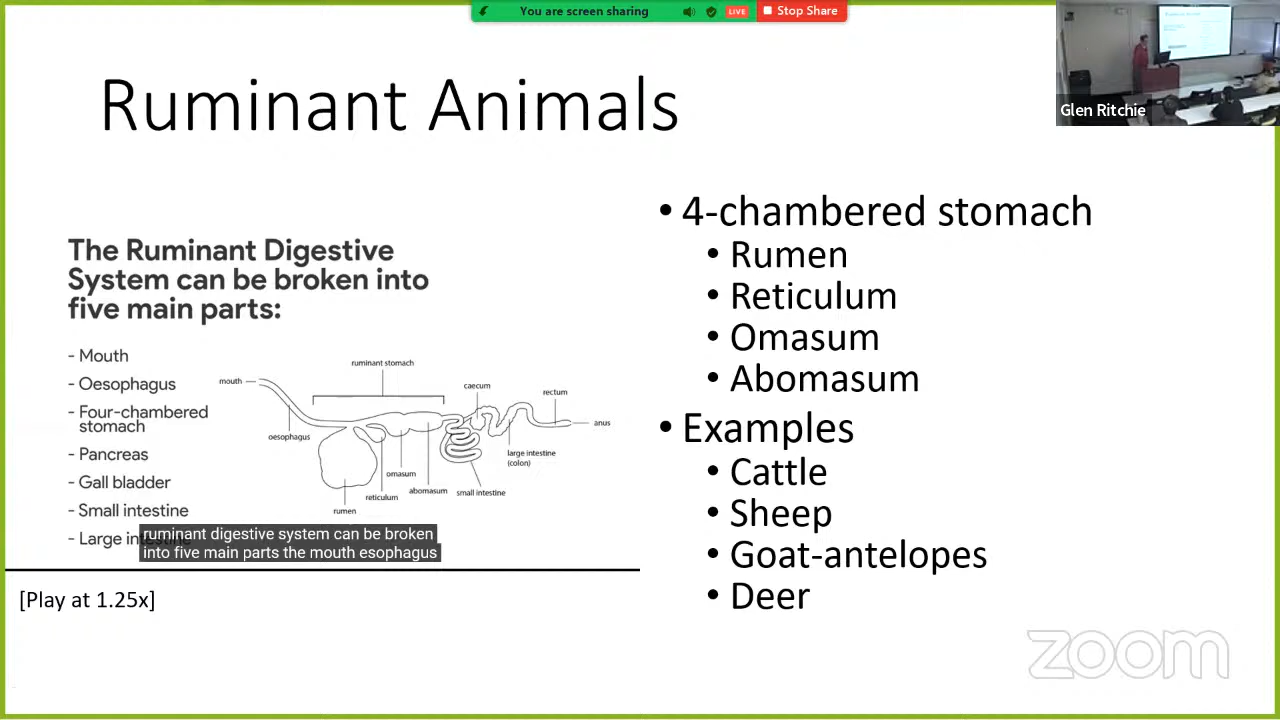 You are screen sharing
LIVE
Stop Share
Glen Ritchie
Ruminant Animals
The Ruminant Digestive
System can be broken into
five main parts:
- Mouth
- Oesophagus
- Four-chambered
stomach
- Pancreas
- Gall bladder
- Small intestine
- Large intestine
mouth
oesophagus
ruminant stomach
rumen
reticulum
omasum
abomasum
caecum
small intestine
large intestine
(colon)
rectum
anus
ruminant digestive system can be broken
into five main parts the mouth esophagus
[Play at 1.25x]
• 4-chambered stomach
• Rumen
• Reticulum
• Omasum
• Abomasum
• Examples
• Cattle
• Sheep
• Goat-antelopes
• Deer
zoom